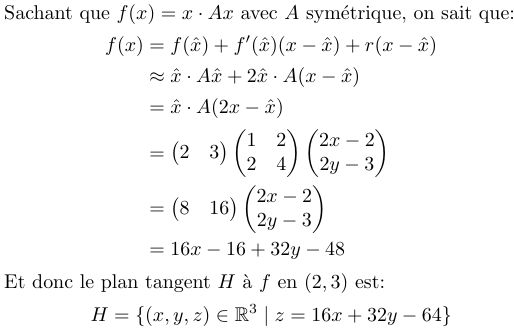 Sachant que f(x) = x · Ax avec A symétrique, on sait que:
f(x) = f(x̂) + f′(x̂)(x − x̂) + r(x − x̂)
≈ x̂ · Ax̂ + 2x̂ · A(x − x̂)
= x̂ · A(2x − x̂)
= (2 3) (1 2; 2 4) (2x − 2; 2y − 3)
= (8 16) (2x − 2; 2y − 3)
= 16x − 16 + 32y − 48
Et donc le plan tangent H à f en (2, 3) est:
H = {(x, y, z) ∈ ℝ³ | z = 16x + 32y − 64}